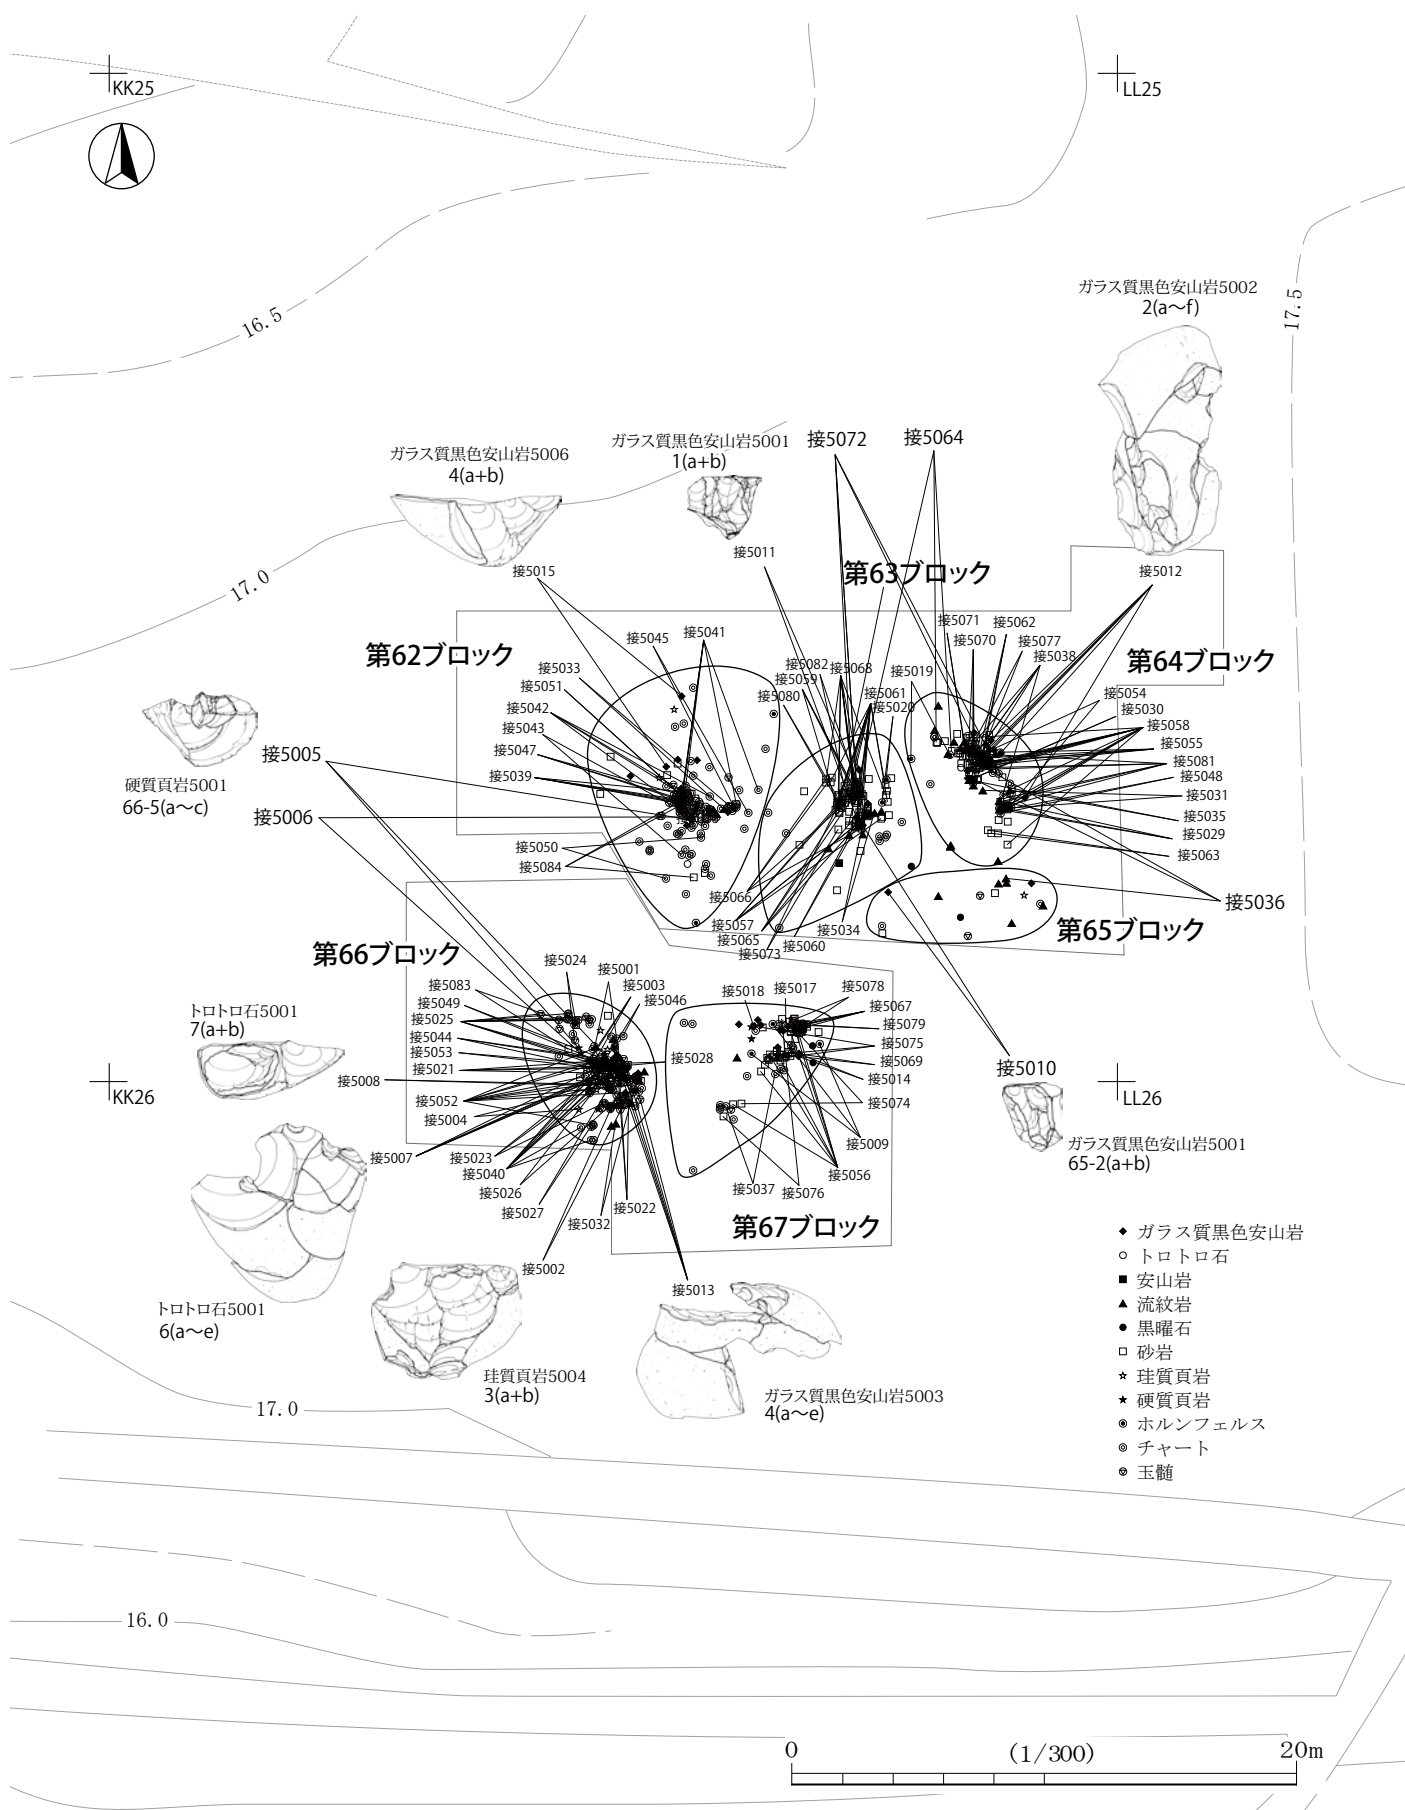 KK25
LL25
16.5
17.5
ガラス質黒色安山岩5002
2(a〜f)
ガラス質黒色安山岩5001
1(a+b)
接5072
接5064
ガラス質黒色安山岩5006
4(a+b)
接5011
接5015
第63ブロック
接5012
17.0
接5071
接5062
接5045
接5041
接5070
接5077
接5038
第62ブロック
第64ブロック
接5033
接5051
接5082
接5068
接5059
接5080
接5019
接5061
接5020
接5054
接5030
接5042
接5043
接5047
接5039
接5058
接5055
接5081
接5048
接5031
接5035
接5029
接5063
硬質頁岩5001
66-5(a〜c)
接5005
接5006
接5050
接5084
接5066
接5057
接5065
接5073
接5060
接5034
接5036
第65ブロック
第66ブロック
接5024
接5001
接5003
接5046
接5083
接5049
接5025
接5044
接5053
接5021
接5008
接5052
接5004
接5028
接5018
接5017
接5078
接5067
接5079
接5075
接5069
接5014
接5074
接5009
接5056
接5010
トロトロ石5001
7(a+b)
KK26
LL26
ガラス質黒色安山岩5001
65-2(a+b)
接5007
接5023
接5040
接5026
接5027
接5032
接5022
接5037
接5076
第67ブロック
接5002
接5013
トロトロ石5001
6(a〜e)
珪質頁岩5004
3(a+b)
ガラス質黒色安山岩5003
4(a〜e)
ガラス質黒色安山岩
トロトロ石
安山岩
流紋岩
黒曜石
砂岩
珪質頁岩
硬質頁岩
ホルンフェルス
チャート
玉髄
17.0
16.0
0
(1/300)
20m